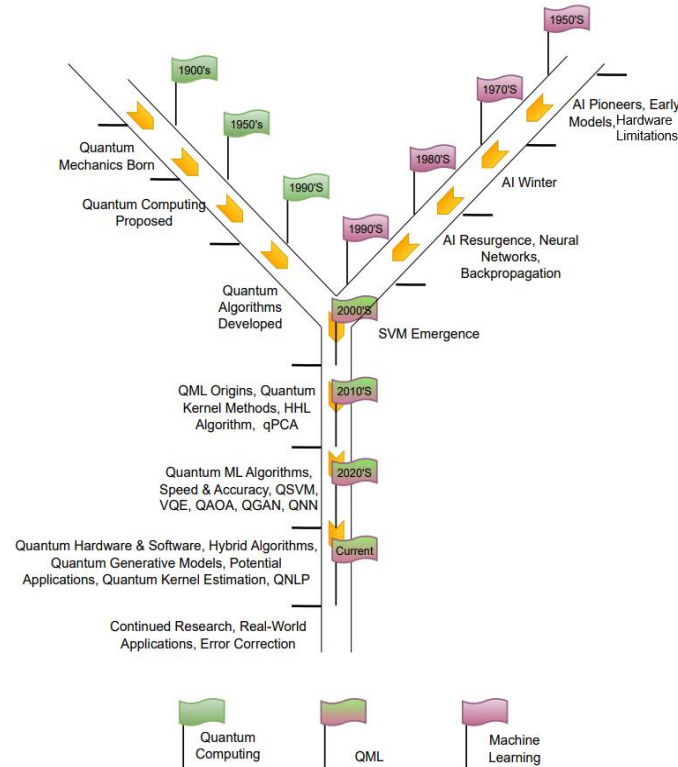 1950'S
1900's
1970'S
AI Pioneers, Early
Models, Hardware
Limitations
1950's
Quantum
Mechanics Born
1980'S
AI Winter
1990'S
Quantum Computing
Proposed
1990'S
AI Resurgence, Neural
Networks,
Backpropagation
Quantum
Algorithms
Developed
2000'S
SVM Emergence
QML Origins, Quantum
Kernel Methods, HHL
Algorithm, qPCA
2010'S
Quantum ML Algorithms,
Speed & Accuracy, QSVM,
VQE, QAOA, QGAN, QNN
2020'S
Quantum Hardware & Software, Hybrid Algorithms,
Quantum Generative Models, Potential
Applications, Quantum Kernel Estimation, QNLP
Current
Continued Research, Real-World
Applications, Error Correction
Quantum
Computing
QML
Machine
Learning